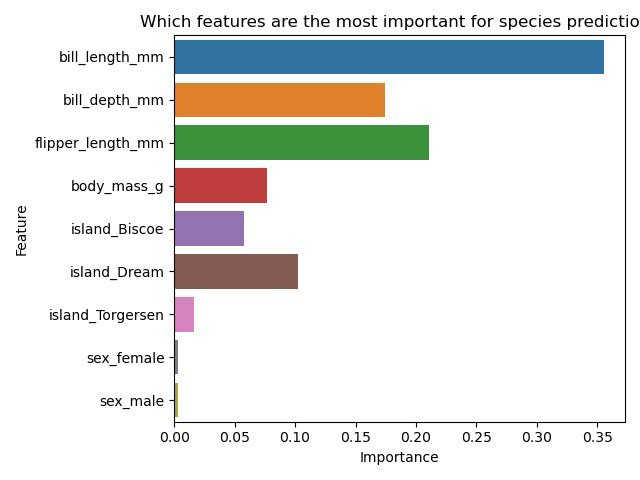 Which features are the most important for species predictio
bill_length_mm
bill_depth_mm
flipper_length_mm
body_mass_g
island_Biscoe
island_Dream
island_Torgersen
sex_female
sex_male
Feature
0.00 0.05 0.10 0.15 0.20 0.25 0.30 0.35
Importance